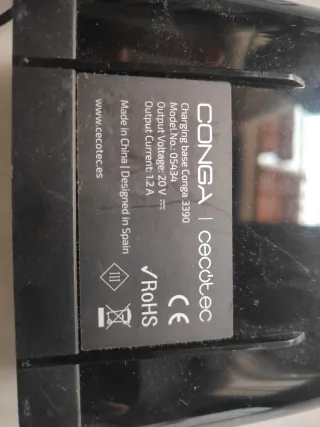 CONGA | cecotec
Charging base Conga 3390
Model.No.: 05434
Output Voltage: 20 V
Output Current: 1.2 A
Made in China | Designed in Spain
www.cecotec.es
CE
√RoHS
III